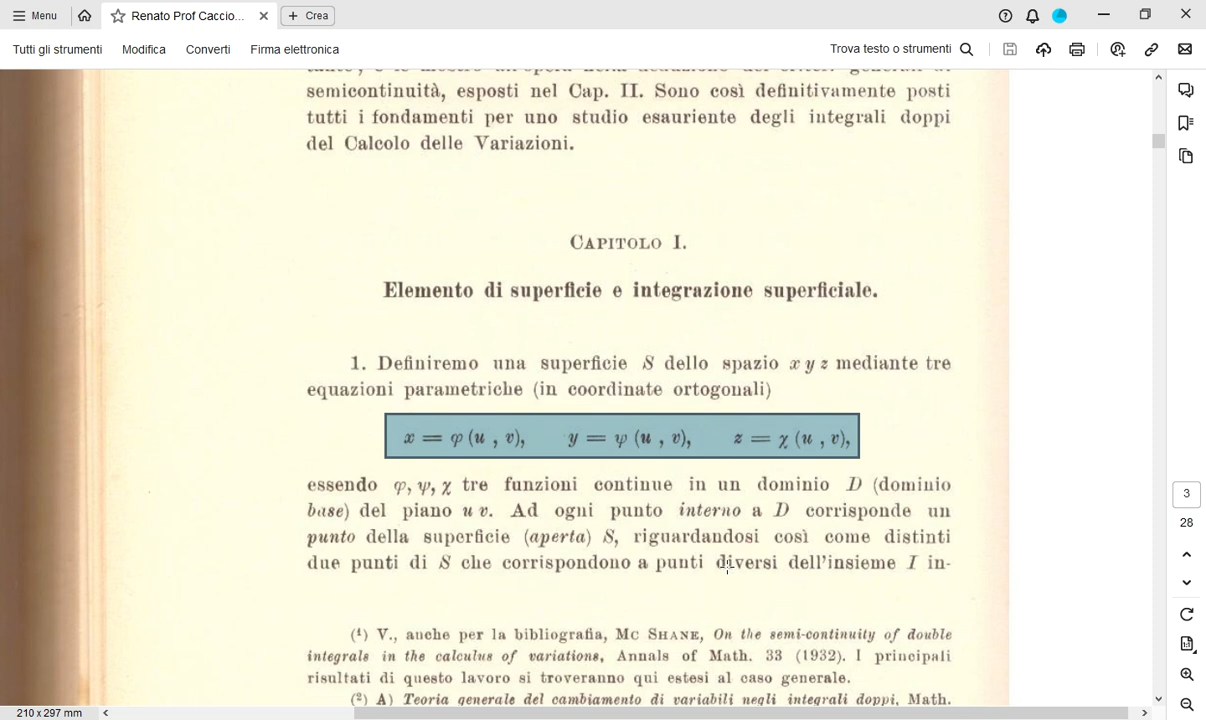 Menu
Renato Prof Caccio...
Crea
Tutti gli strumenti Modifica Converti Firma elettronica
Trova testo o strumenti
semicontinuità, esposti nel Cap. II. Sono così definitivamente posti
tutti i fondamenti per uno studio esauriente degli integrali doppi
del Calcolo delle Variazioni.
CAPITOLO I.
Elemento di superficie e integrazione superficiale.
1. Definiremo una superficie S dello spazio x y z mediante tre
equazioni parametriche (in coordinate ortogonali)
x = φ (u , v), y = ψ (u , v), z = χ (u , v),
essendo φ, ψ, χ tre funzioni continue in un dominio D (dominio
base) del piano u v. Ad ogni punto interno a D corrisponde un
punto della superficie (aperta) S, riguardandosi così come distinti
due punti di S che corrispondono a punti diversi dell'insieme I in-
(¹) V., anche per la bibliografia, MC SHANE, On the semi-continuity of double
integrals in the calculus of variations, Annals of Math. 33 (1932). I principali
risultati di questo lavoro si troveranno qui estesi al caso generale.
(²) A) Teoria generale del cambiamento di variabili negli integrali doppi, Math.
3
28
210 x 297 mm